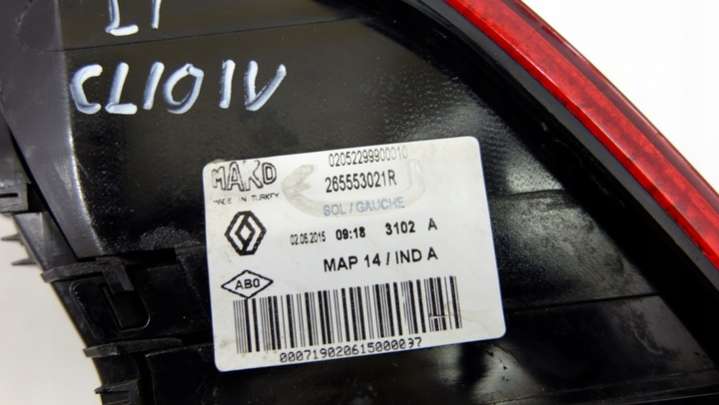 LT
CLIO IV
MAKO
MADE IN TURKEY
02052299900010
265553021R
SOL / GAUCHE
02.06.2015 09:18 3102 A
MAP 14 / IND A
ABO
000719020615000037